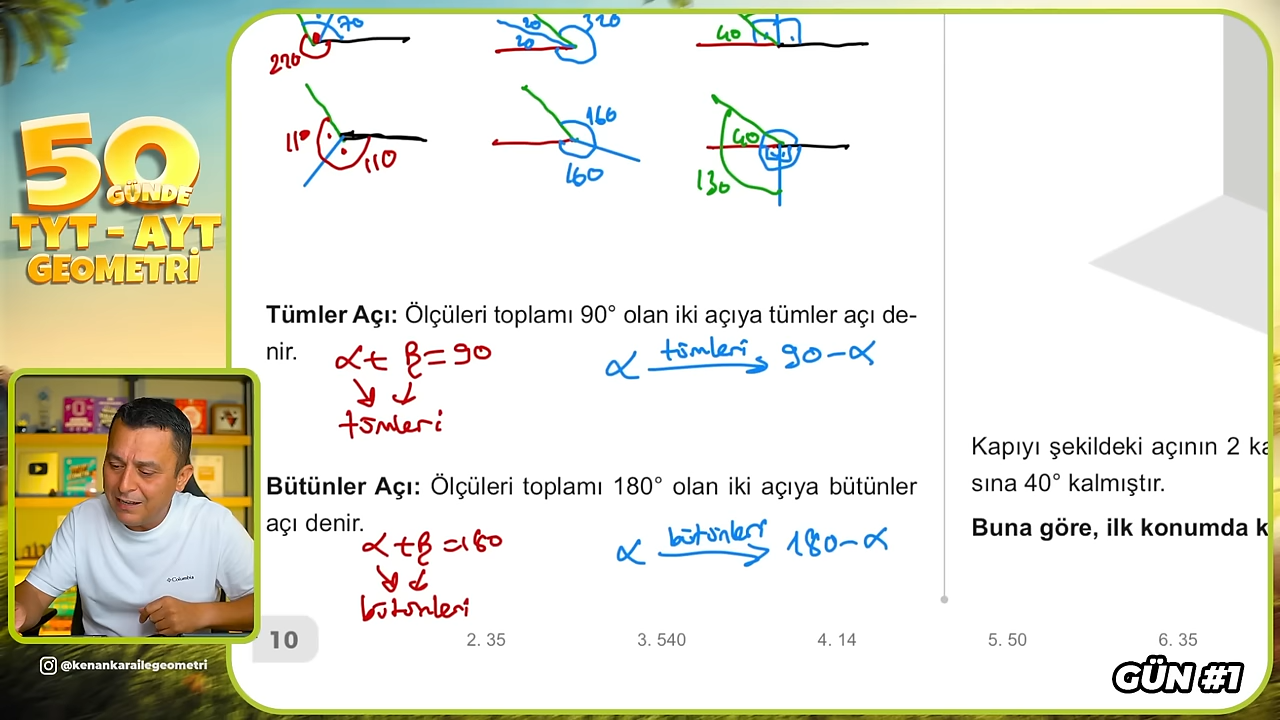 50
GÜNDE
TYT - AYT
GEOMETRİ
70
270
20
20
320
40
110
110
160
160
40
130
Tümler Açı: Ölçüleri toplamı 90° olan iki açıya tümler açı de-
nir.
α + β = 90
tümleri
α tümleri 90-α
Bütünler Açı: Ölçüleri toplamı 180° olan iki açıya bütünler
açı denir.
α + β = 180
bütünleri
α bütünleri 180-α
Kapıyı şekildeki açının 2 ka
sına 40° kalmıştır.
Buna göre, ilk konumda k
10
2. 35
3. 540
4. 14
5. 50
6. 35
Columbia
@kenankarailegeometri
GÜN #1